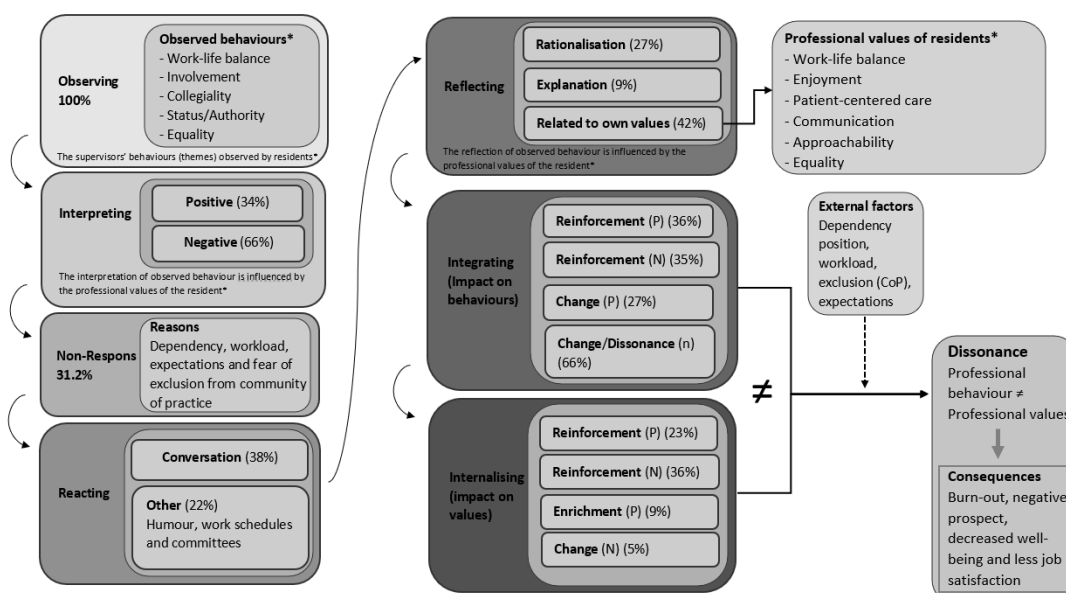 Observing
100%
Observed behaviours*
- Work-life balance
- Involvement
- Collegiality
- Status/Authority
- Equality
The supervisors' behaviours (themes) observed by residents*
Interpreting
Positive (34%)
Negative (66%)
The interpretation of observed behaviour is influenced by
the professional values of the resident*
Non-Respons
31.2%
Reasons
Dependency, workload,
expectations and fear of
exclusion from community
of practice
Reacting
Conversation (38%)
Other (22%)
Humour, work schedules
and committees
Reflecting
Rationalisation (27%)
Explanation (9%)
Related to own values (42%)
The reflection of observed behaviour is influenced by the
professional values of the resident*
Professional values of residents*
- Work-life balance
- Enjoyment
- Patient-centered care
- Communication
- Approachability
- Equality
Integrating
(Impact on
behaviours)
Reinforcement (P) (36%)
Reinforcement (N) (35%)
Change (P) (27%)
Change/Dissonance (n)
(66%)
Internalising
(impact on
values)
Reinforcement (P) (23%)
Reinforcement (N) (36%)
Enrichment (P) (9%)
Change (N) (5%)
≠
External factors
Dependency
position,
workload,
exclusion (CoP),
expectations
Dissonance
Professional
behaviour ≠
Professional values
Consequences
Burn-out, negative
prospect,
decreased well-
being and less job
satisfaction